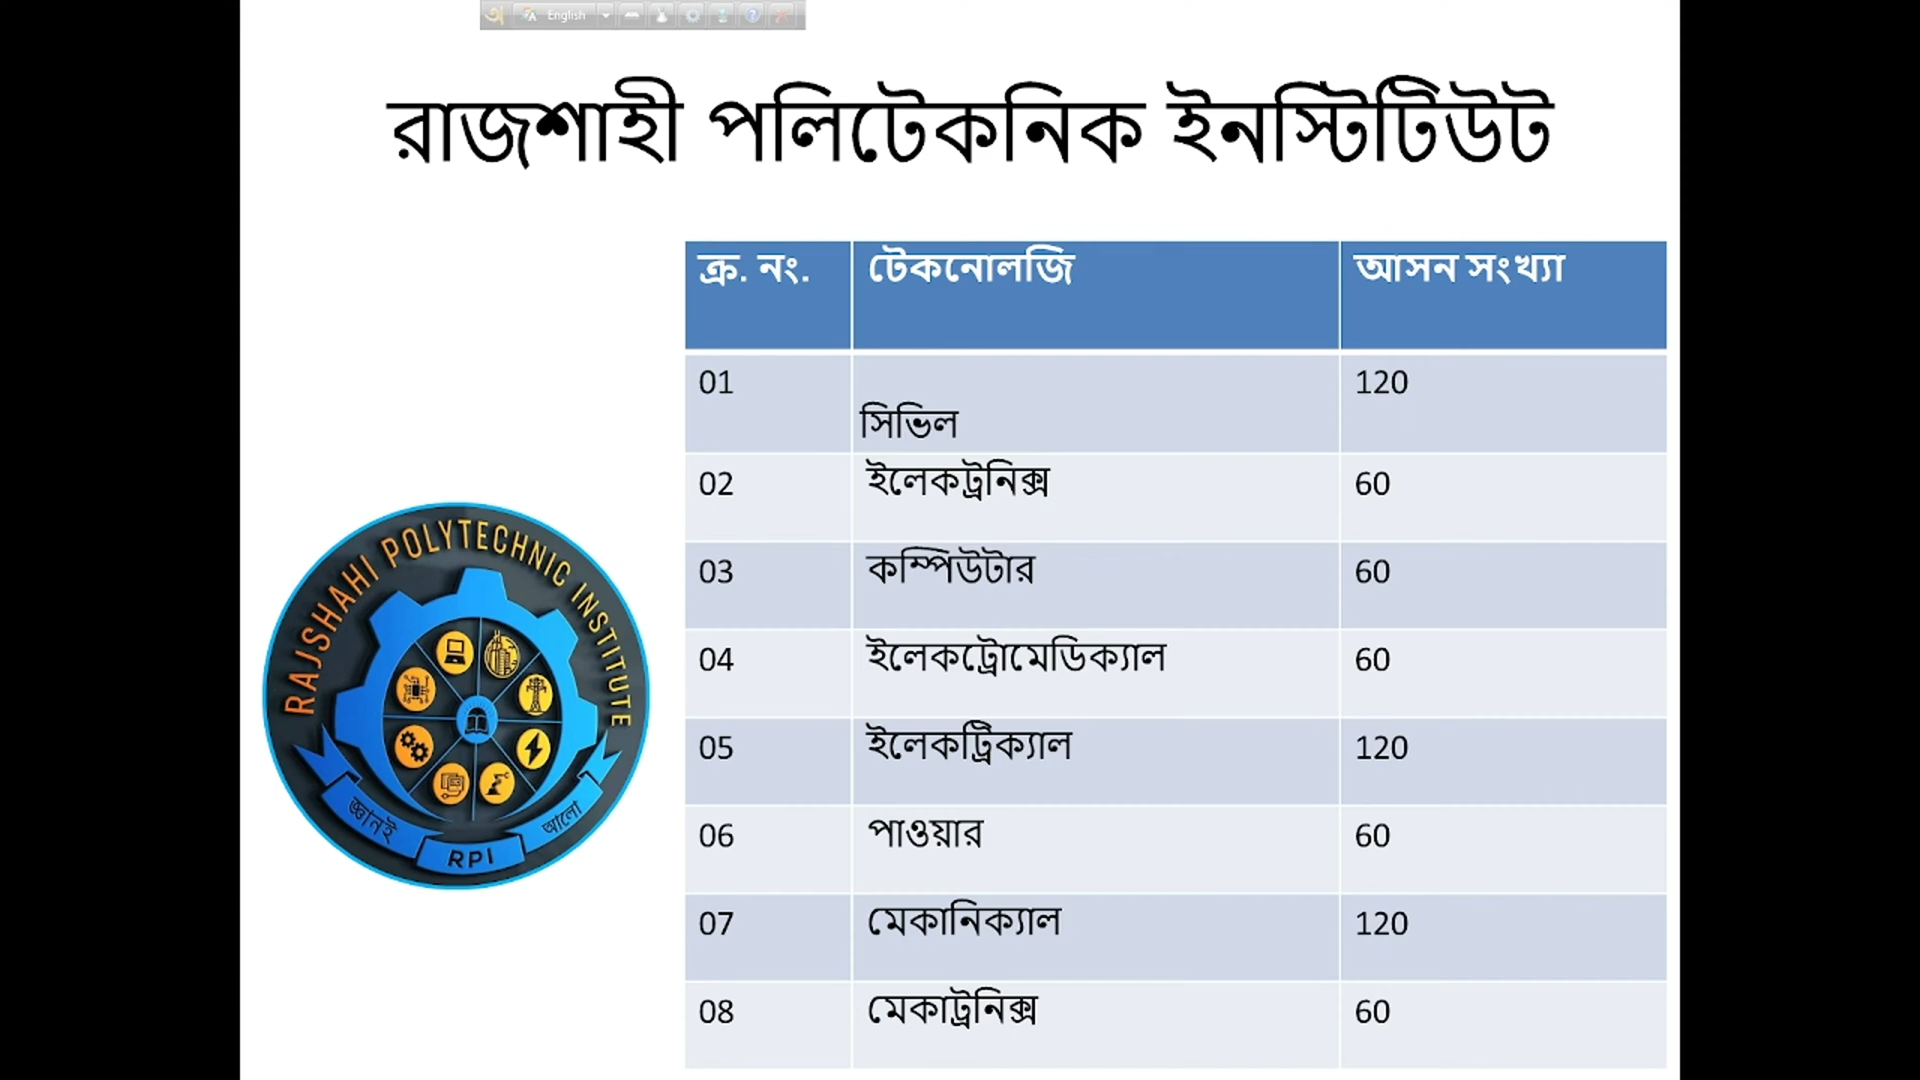 English
রাজশাহী পলিটেকনিক ইনস্টিটিউট
ক্র. নং. টেকনোলজি আসন সংখ্যা
01 সিভিল 120
02 ইলেকট্রনিক্স 60
03 কম্পিউটার 60
04 ইলেকট্রোমেডিক্যাল 60
05 ইলেকট্রিক্যাল 120
06 পাওয়ার 60
07 মেকানিক্যাল 120
08 মেকাট্রনিক্স 60
RAJSHAHI POLYTECHNIC INSTITUTE
জ্ঞানই আলো
RPI